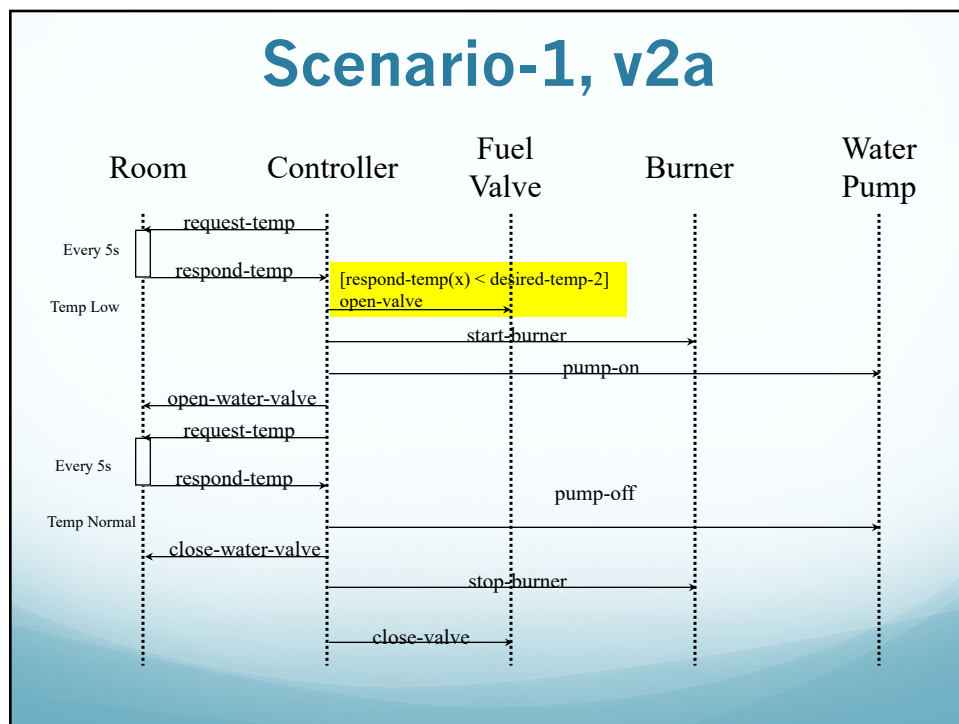 Scenario-1, v2a
Room
Controller
Fuel
Valve
Burner
Water
Pump
request-temp
Every 5s
respond-temp
[respond-temp(x) < desired-temp-2]
open-valve
Temp Low
start-burner
pump-on
open-water-valve
request-temp
Every 5s
respond-temp
pump-off
Temp Normal
close-water-valve
stop-burner
close-valve